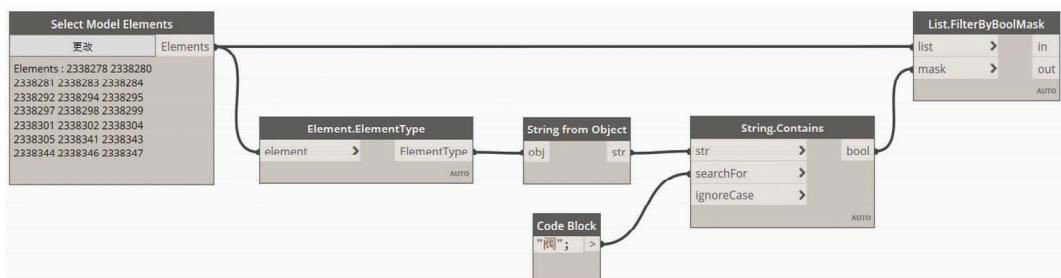 Select Model Elements
更改
Elements
Elements : 2338278 2338280
2338281 2338283 2338284
2338292 2338294 2338295
2338297 2338298 2338299
2338301 2338302 2338304
2338305 2338341 2338343
2338344 2338346 2338347
Element.ElementType
element > ElementType
AUTO
String from Object
obj str
Code Block
"阀"; >
String.Contains
str > bool
searchFor >
ignoreCase >
AUTO
List.FilterByBoolMask
list > in
mask > out
AUTO